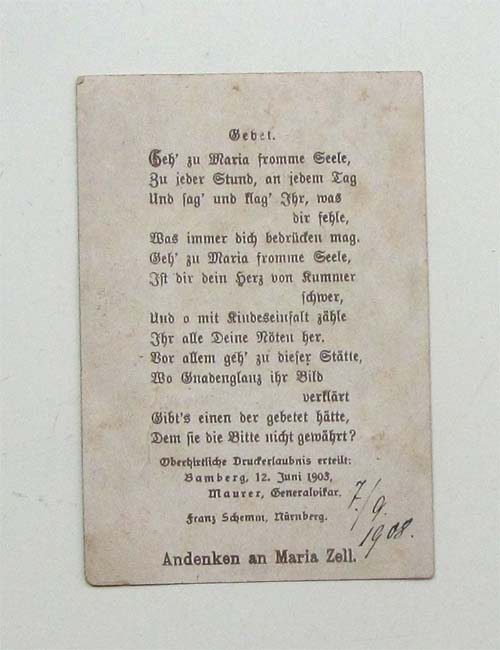 Gebet.
Geh' zu Maria fromme Seele,
Zu jeder Stund, an jedem Tag
Und sag' und klag' Ihr, was
dir fehle,
Was immer dich bedrücken mag.
Geh' zu Maria fromme Seele,
Ist dir dein Herz von Kummer
schwer,
Und o mit Kindeseinfalt zähle
Ihr alle Deine Nöten her.
Vor allem geh' zu dieser Stätte,
Wo Gnadenglanz ihr Bild
verklärt
Gibt's einen der gebetet hätte,
Dem sie die Bitte nicht gewährt?
Oberhirtliche Druckerlaubnis erteilt:
Bamberg, 12. Juni 1903,
Maurer, Generalvikar.
Franz Schemm, Nürnberg.
7./9.
1908.
Andenken an Maria Zell.